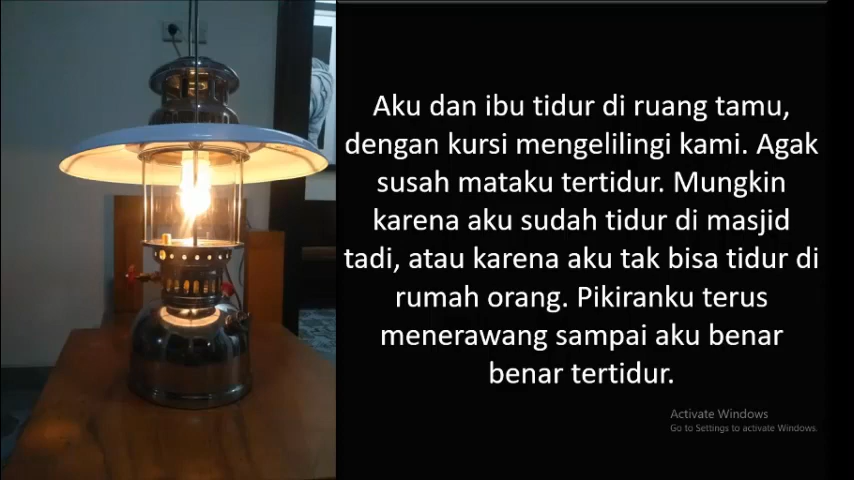 Aku dan ibu tidur di ruang tamu,
dengan kursi mengelilingi kami. Agak
susah mataku tertidur. Mungkin
karena aku sudah tidur di masjid
tadi, atau karena aku tak bisa tidur di
rumah orang. Pikiranku terus
menerawang sampai aku benar
benar tertidur.
Activate Windows
Go to Settings to activate Windows.